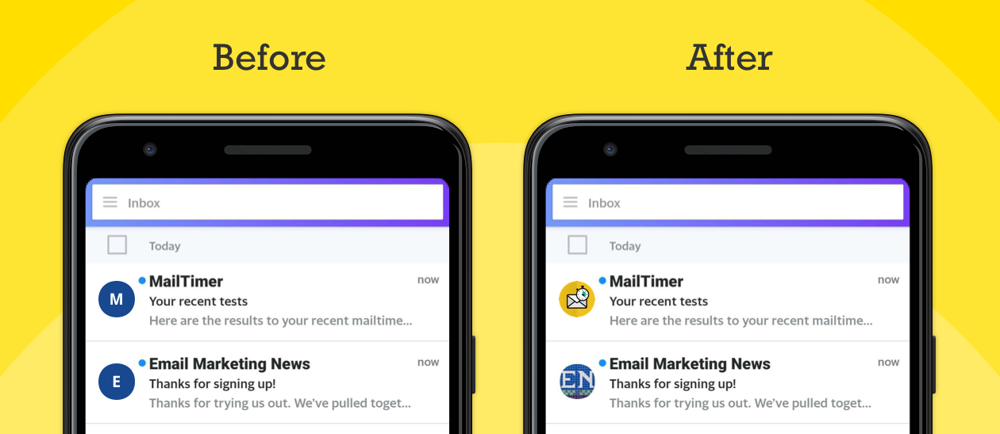 Before
Inbox
Today
M
MailTimer
now
Your recent tests
Here are the results to your recent mailtime...
E
Email Marketing News
now
Thanks for signing up!
Thanks for trying us out. We've pulled toget...
After
Inbox
Today
MailTimer
now
Your recent tests
Here are the results to your recent mailtime...
EN
Email Marketing News
now
Thanks for signing up!
Thanks for trying us out. We've pulled toget...